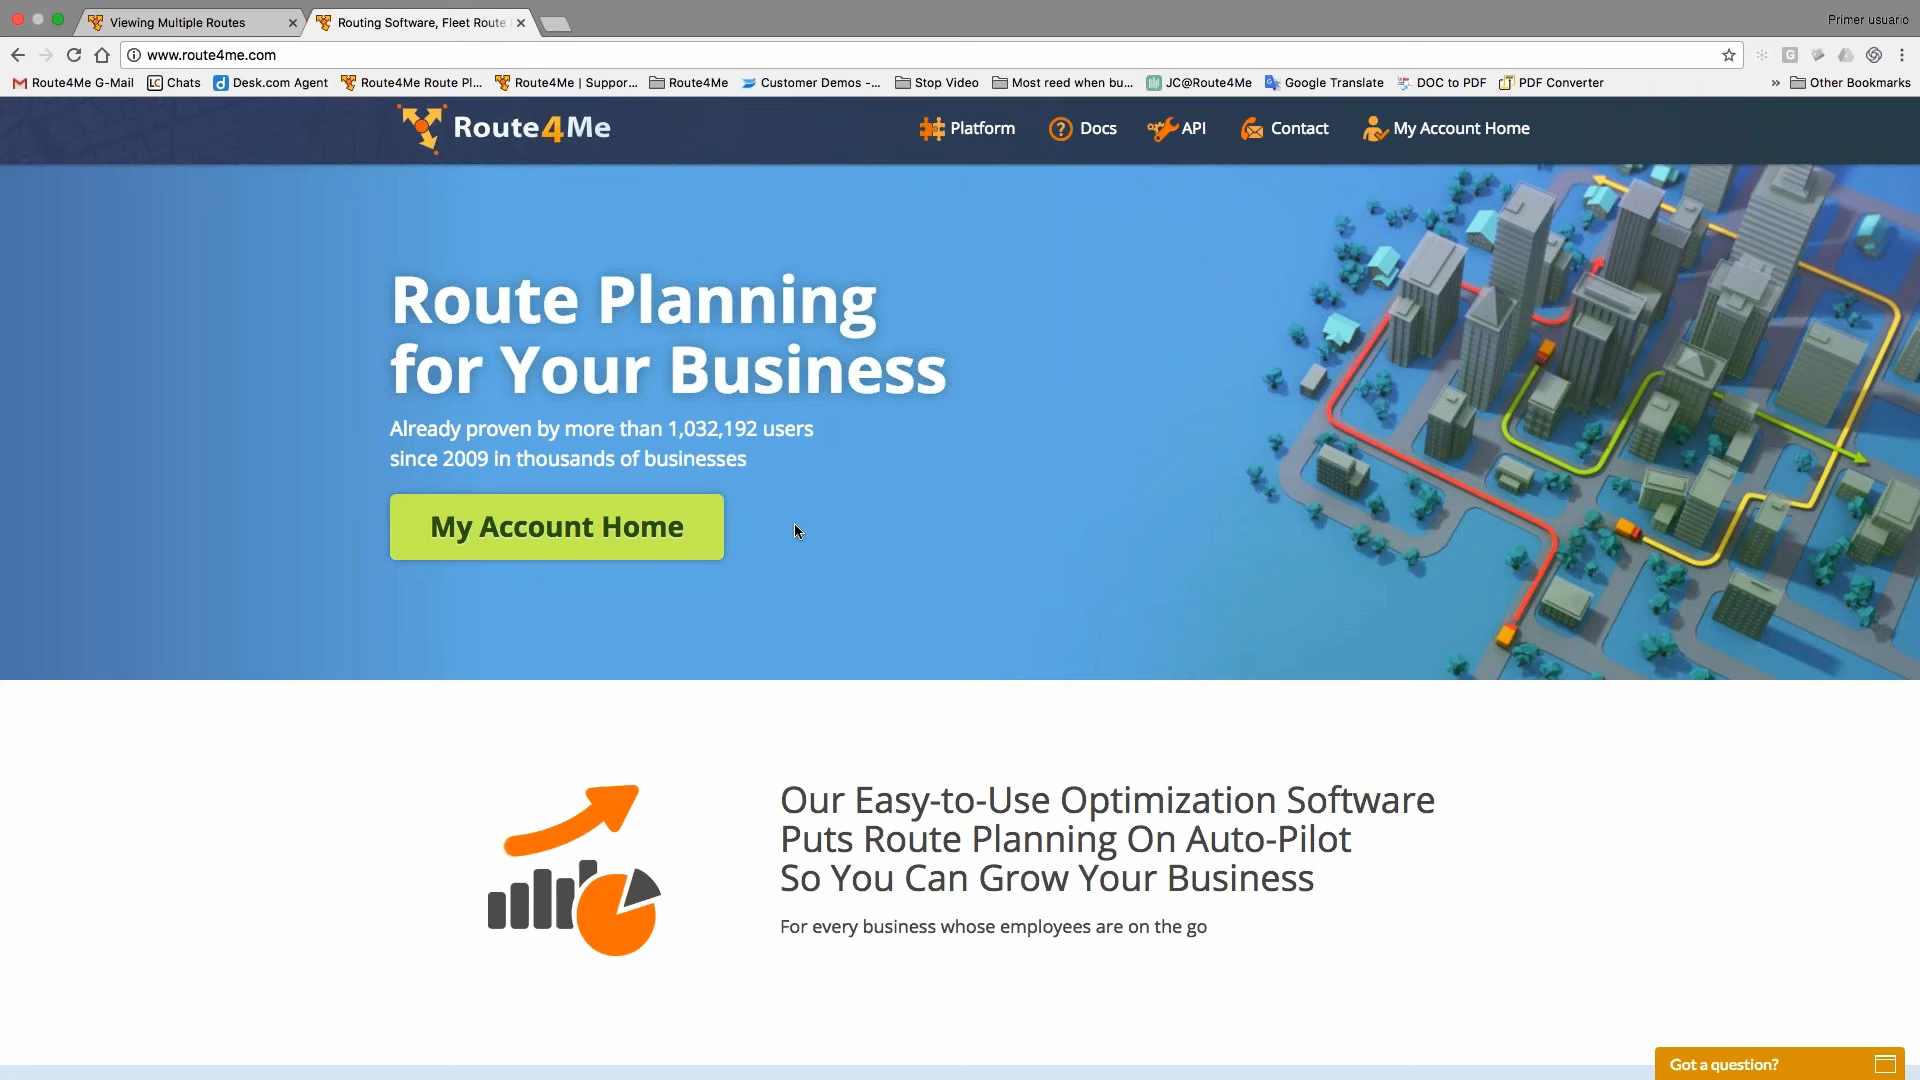 Viewing Multiple Routes
Routing Software, Fleet Route
Primer usuario
www.route4me.com
Route4Me G-Mail
Chats
Desk.com Agent
Route4Me Route Pl...
Route4Me | Suppor...
Route4Me
Customer Demos -...
Stop Video
Most reed when bu...
JC@Route4Me
Google Translate
DOC to PDF
PDF Converter
» Other Bookmarks
Route4Me
Platform
Docs
API
Contact
My Account Home
Route Planning
for Your Business
Already proven by more than 1,032,192 users
since 2009 in thousands of businesses
My Account Home
Our Easy-to-Use Optimization Software
Puts Route Planning On Auto-Pilot
So You Can Grow Your Business
For every business whose employees are on the go
Got a question?